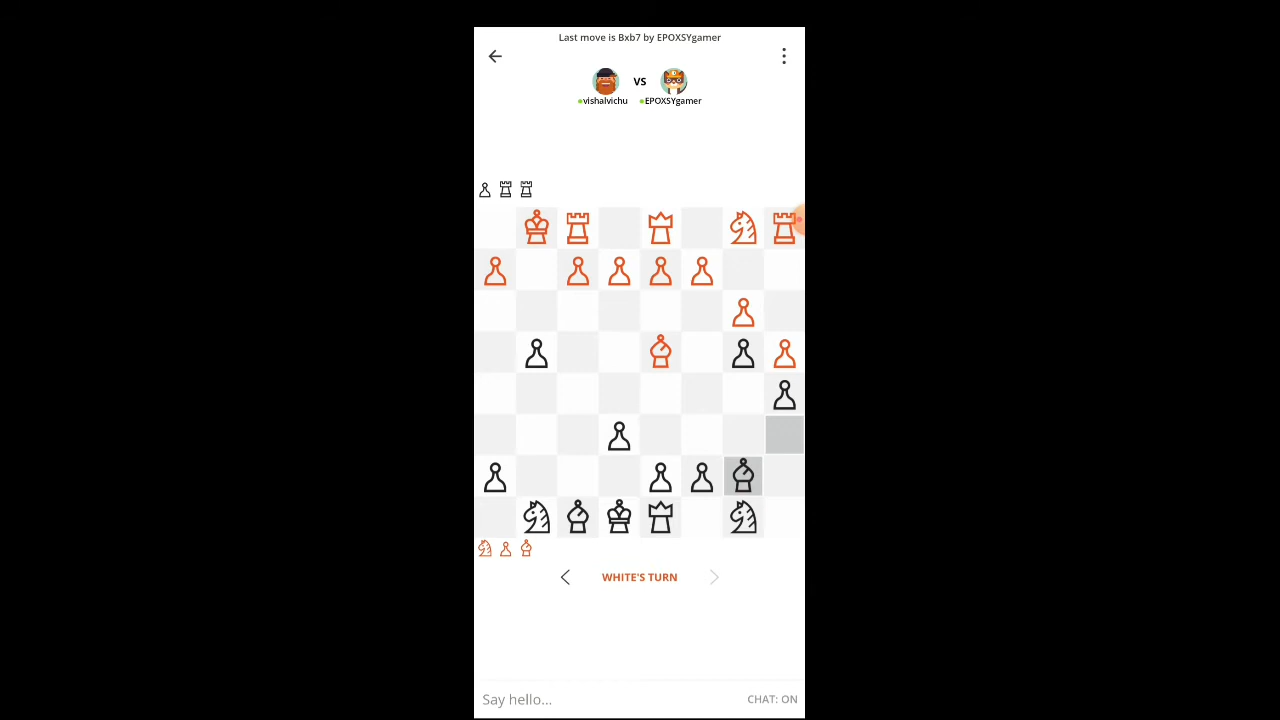 Last move is Bxb7 by EPOXSYgamer
VS
vishalvichu EPOXSYgamer
WHITE'S TURN
Say hello... CHAT: ON